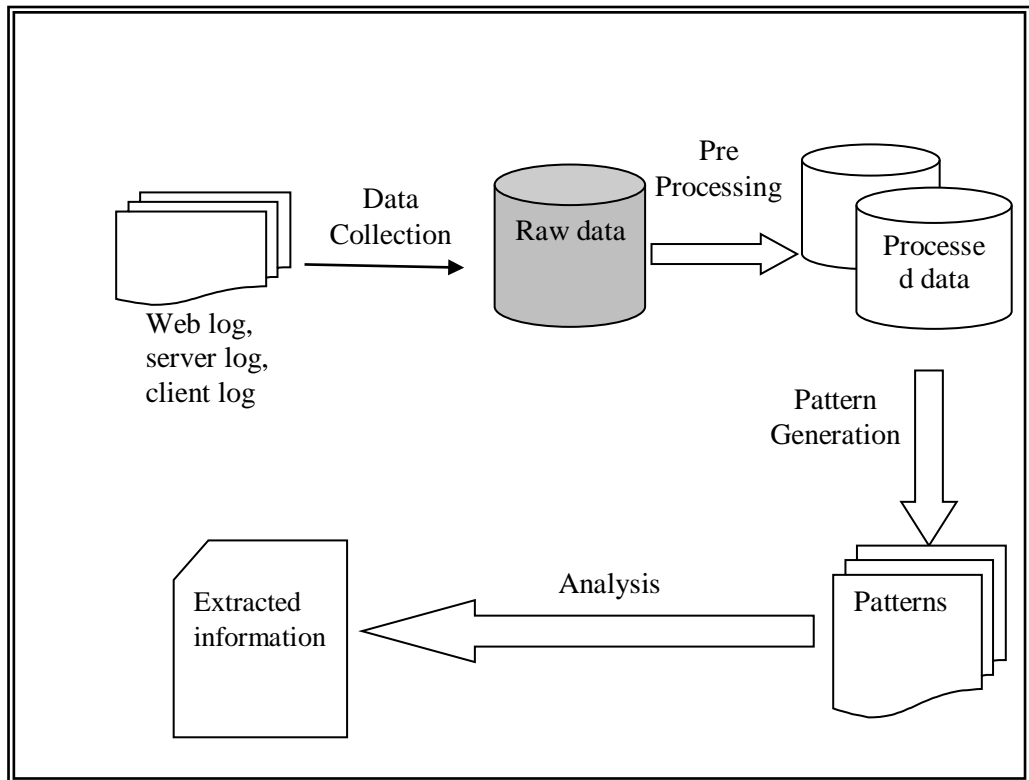 Data
Collection
Raw data
Pre
Processing
Processe
d data
Web log,
server log,
client log
Pattern
Generation
Patterns
Analysis
Extracted
information